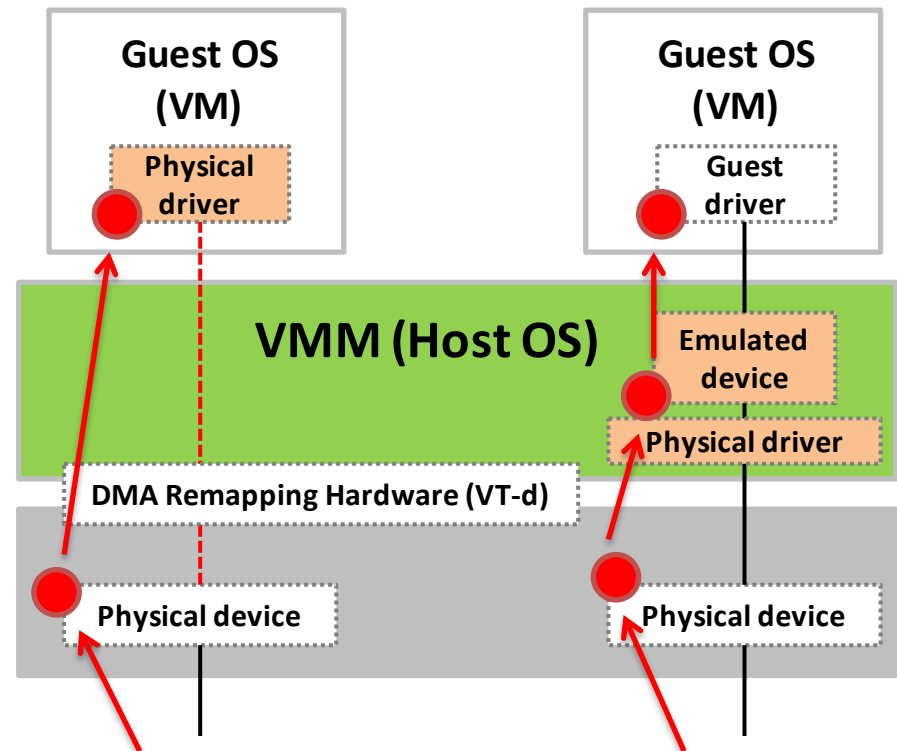 Guest OS
(VM)
Physical
driver
Guest OS
(VM)
Guest
driver
VMM (Host OS)
Emulated
device
Physical driver
DMA Remapping Hardware (VT-d)
Physical device
Physical device